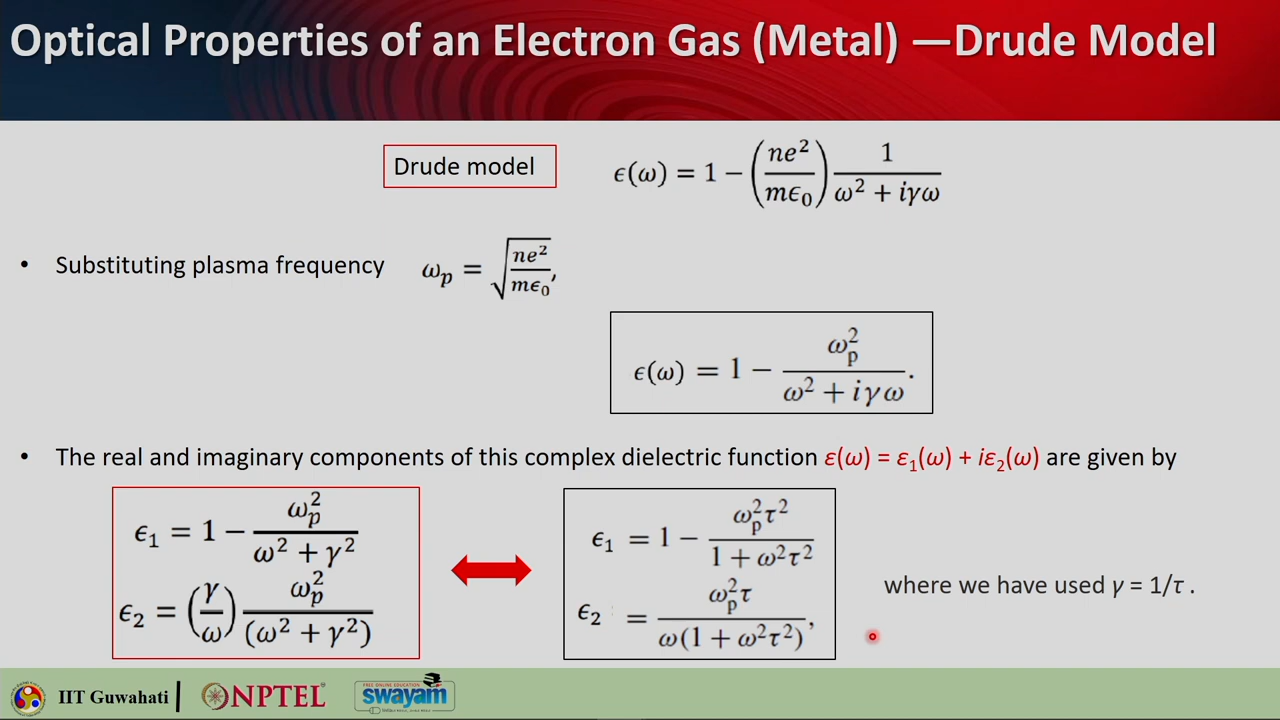 Optical Properties of an Electron Gas (Metal) —Drude Model
Drude model
ϵ(ω) = 1 − (ne²/mϵ₀) 1/(ω² + iγω)
• Substituting plasma frequency ωₚ = √(ne²/mϵ₀),
ϵ(ω) = 1 − ωₚ²/(ω² + iγω).
• The real and imaginary components of this complex dielectric function ε(ω) = ε₁(ω) + iε₂(ω) are given by
ϵ₁ = 1 − ωₚ²/(ω² + γ²)
ϵ₂ = (γ/ω) ωₚ²/(ω² + γ²)
ϵ₁ = 1 − ωₚ²τ²/(1 + ω²τ²)
ϵ₂ = ωₚ²τ/(ω(1 + ω²τ²)),
where we have used γ = 1/τ .
IIT Guwahati
NPTEL
FREE ONLINE EDUCATION
swayam